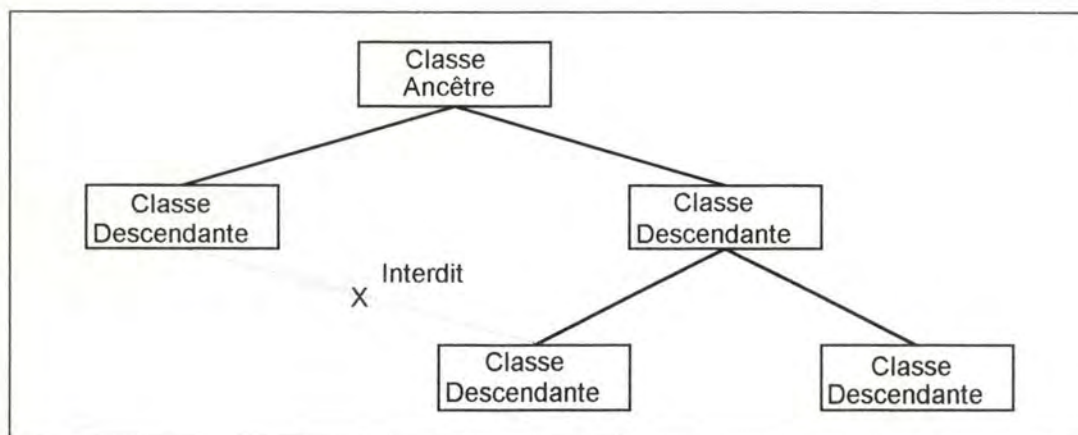 Classe
Ancêtre
Classe
Descendante
Classe
Descendante
Interdit
X
Classe
Descendante
Classe
Descendante